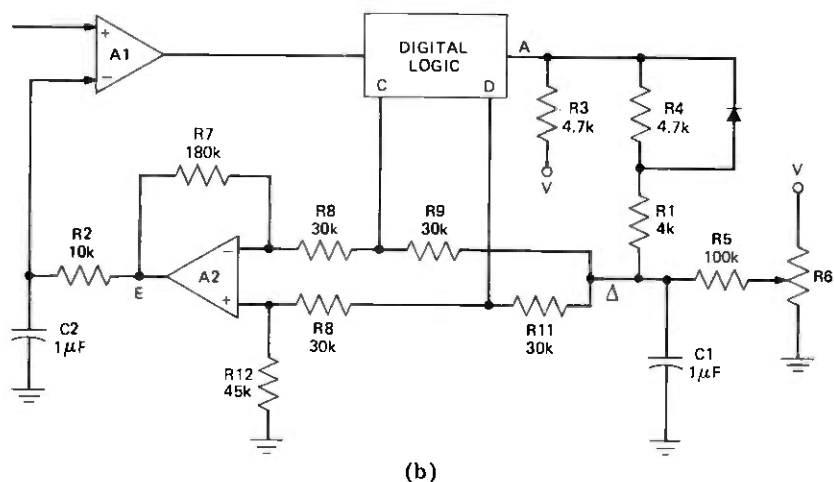 +
A1
−
DIGITAL
LOGIC
A
C
D
R3
4.7k
V
R4
4.7k
R7
180k
R1
4k
V
R2
10k
E
A2
−
+
R8
30k
R9
30k
R5
100k
R6
Δ
R8
30k
R11
30k
C2
1μF
R12
45k
C1
1μF
(b)